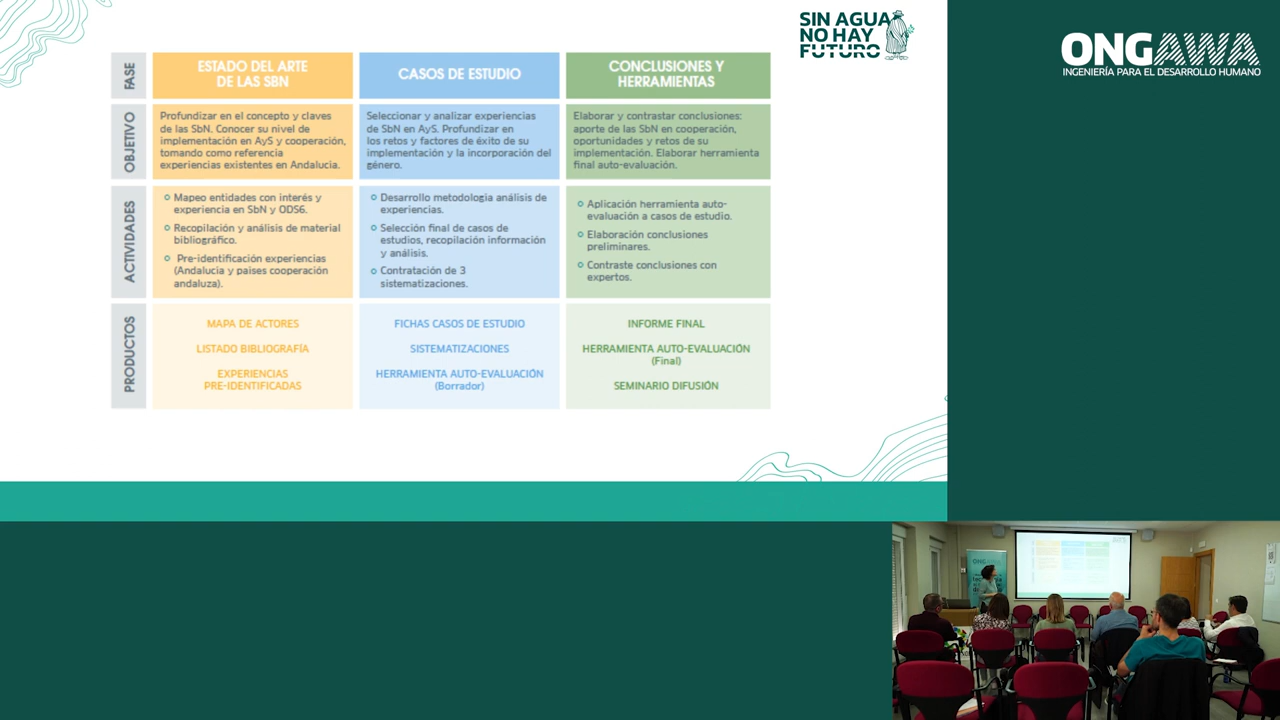 SIN AGUA
NO HAY
FUTURO
ONGAWA
INGENIERÍA PARA EL DESARROLLO HUMANO
FASE
ESTADO DEL ARTE
DE LAS SBN
CASOS DE ESTUDIO
CONCLUSIONES Y
HERRAMIENTAS
OBJETIVO
Profundizar en el concepto y claves
de las SbN. Conocer su nivel de
implementación en AyS y cooperación,
tomando como referencia
experiencias existentes en Andalucia.
Seleccionar y analizar experiencias
de SbN en AyS. Profundizar en
los retos y factores de éxito de su
implementación y la incorporación del
género.
Elaborar y contrastar conclusiones:
aporte de las SbN en cooperación,
oportunidades y retos de su
implementación. Elaborar herramienta
final auto-evaluación.
ACTIVIDADES
Mapeo entidades con interés y
experiencia en SbN y ODS6.
Recopilación y análisis de material
bibliográfico.
Pre-identificación experiencias
(Andalucia y paises cooperación
andaluza).
Desarrollo metodologia análisis de
experiencias.
Selección final de casos de
estudios, recopilación información
y análisis.
Contratación de 3
sistematizaciones.
Aplicación herramienta auto-
evaluación a casos de estudio.
Elaboración conclusiones
preliminares.
Contraste conclusiones con
expertos.
PRODUCTOS
MAPA DE ACTORES
LISTADO BIBLIOGRAFÍA
EXPERIENCIAS
PRE-IDENTIFICADAS
FICHAS CASOS DE ESTUDIO
SISTEMATIZACIONES
HERRAMIENTA AUTO-EVALUACIÓN
(Borrador)
INFORME FINAL
HERRAMIENTA AUTO-EVALUACIÓN
(Final)
SEMINARIO DIFUSIÓN
ONGAWA